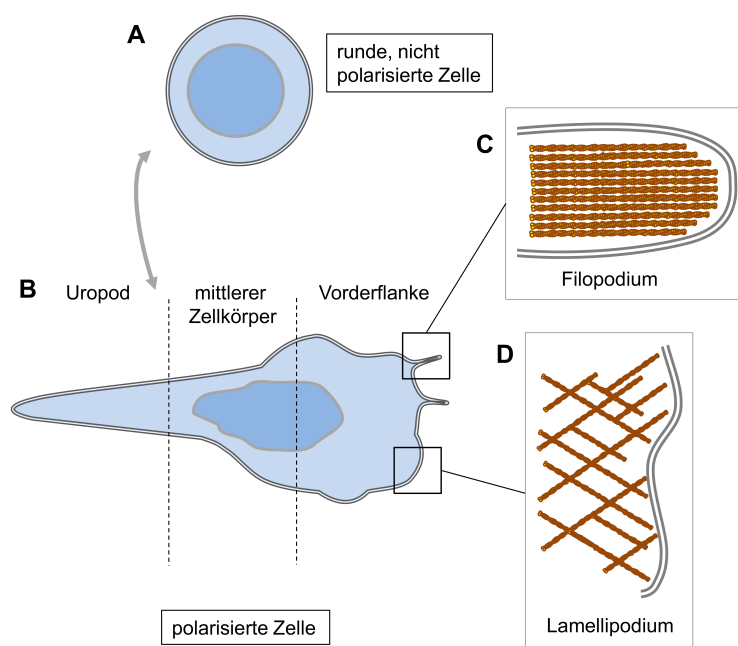 A
runde, nicht
polarisierte Zelle
C
Filopodium
B
Uropod
mittlerer
Zellkörper
Vorderflanke
D
Lamellipodium
polarisierte Zelle